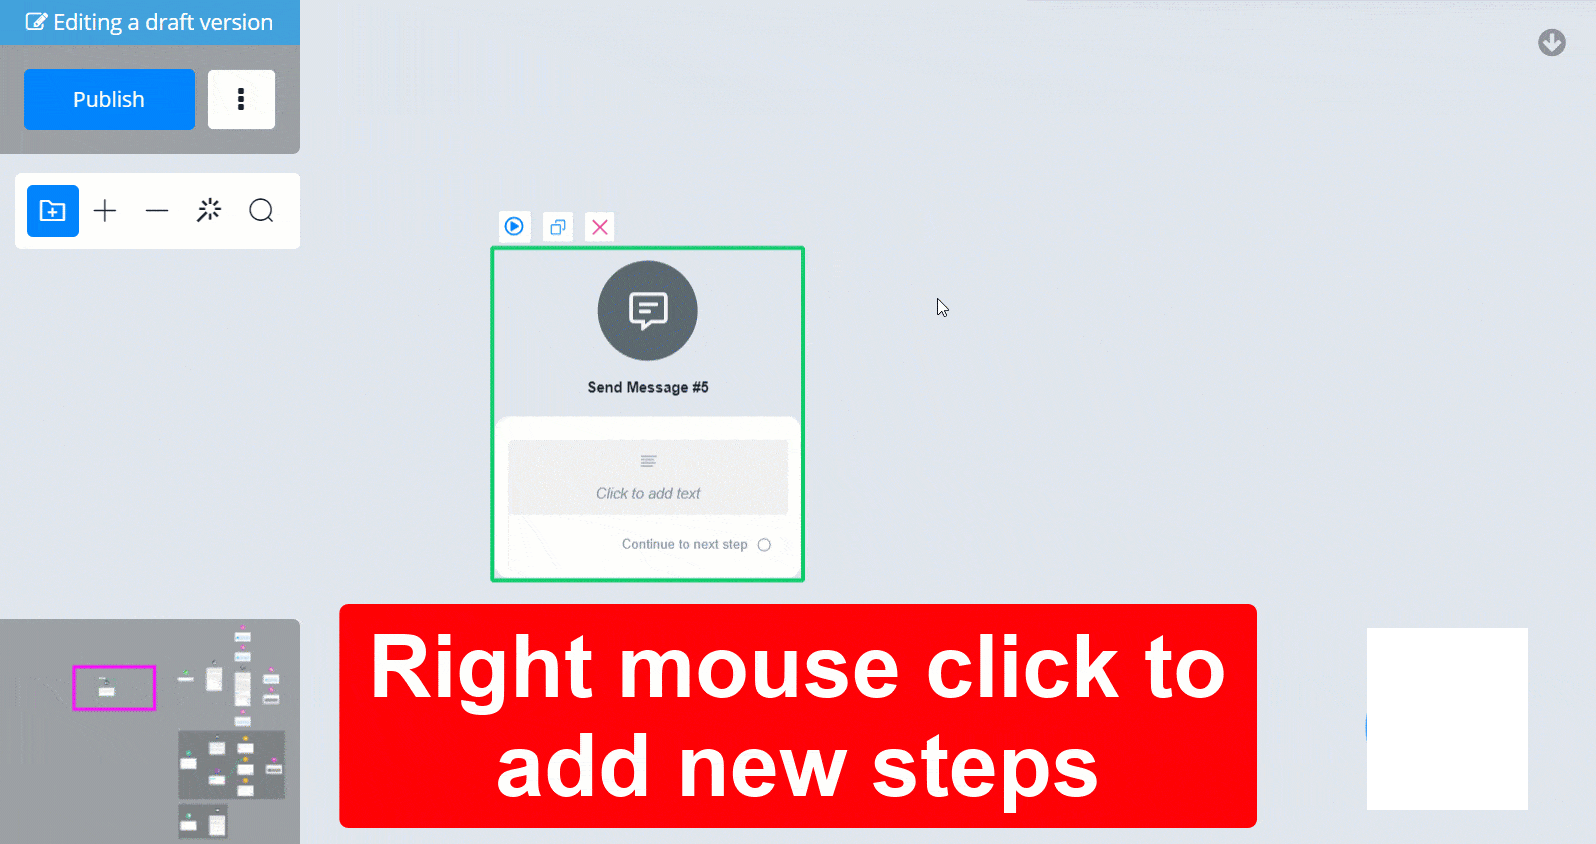 Editing a draft version
Publish
Send Message #5
Click to add text
Continue to next step
Right mouse click to
add new steps